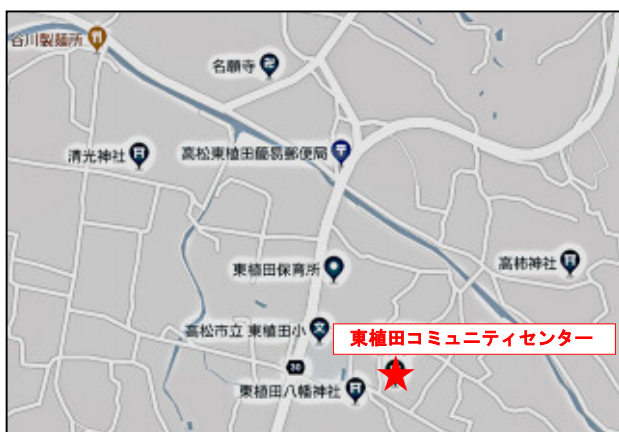 谷川製麺所
名願寺
清光神社
高松東植田簡易郵便局
高柿神社
東植田保育所
高松市立 東植田小
東植田コミュニティセンター
30
東植田八幡神社